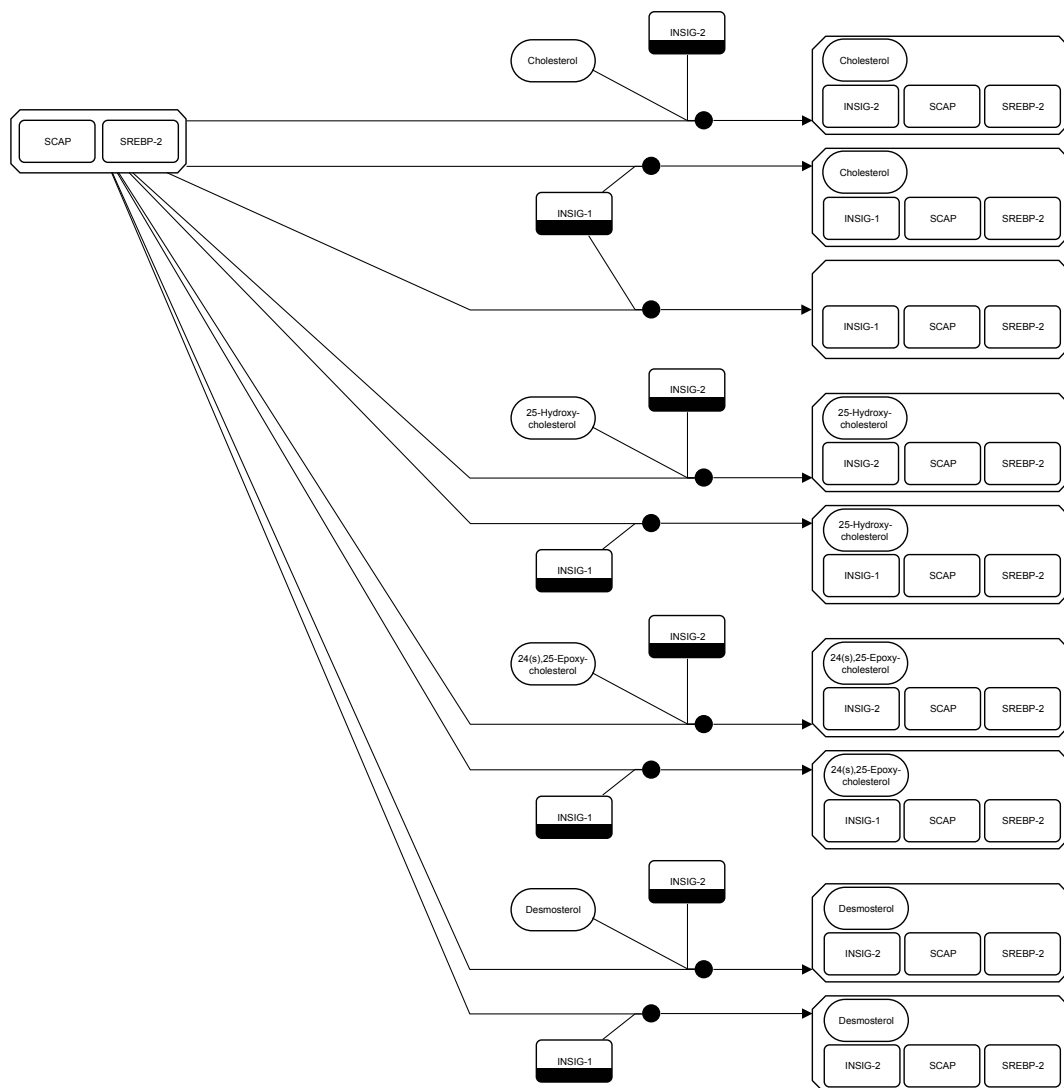 INSIG-2
Cholesterol
Cholesterol
INSIG-2 SCAP SREBP-2
SCAP SREBP-2
Cholesterol
INSIG-1
INSIG-1 SCAP SREBP-2
INSIG-1 SCAP SREBP-2
INSIG-2
25-Hydroxy-
cholesterol
25-Hydroxy-
cholesterol
INSIG-2 SCAP SREBP-2
25-Hydroxy-
cholesterol
INSIG-1
INSIG-1 SCAP SREBP-2
INSIG-2
24(s),25-Epoxy-
cholesterol
24(s),25-Epoxy-
cholesterol
INSIG-2 SCAP SREBP-2
24(s),25-Epoxy-
cholesterol
INSIG-1
INSIG-1 SCAP SREBP-2
INSIG-2
Desmosterol
Desmosterol
INSIG-2 SCAP SREBP-2
Desmosterol
INSIG-1
INSIG-2 SCAP SREBP-2